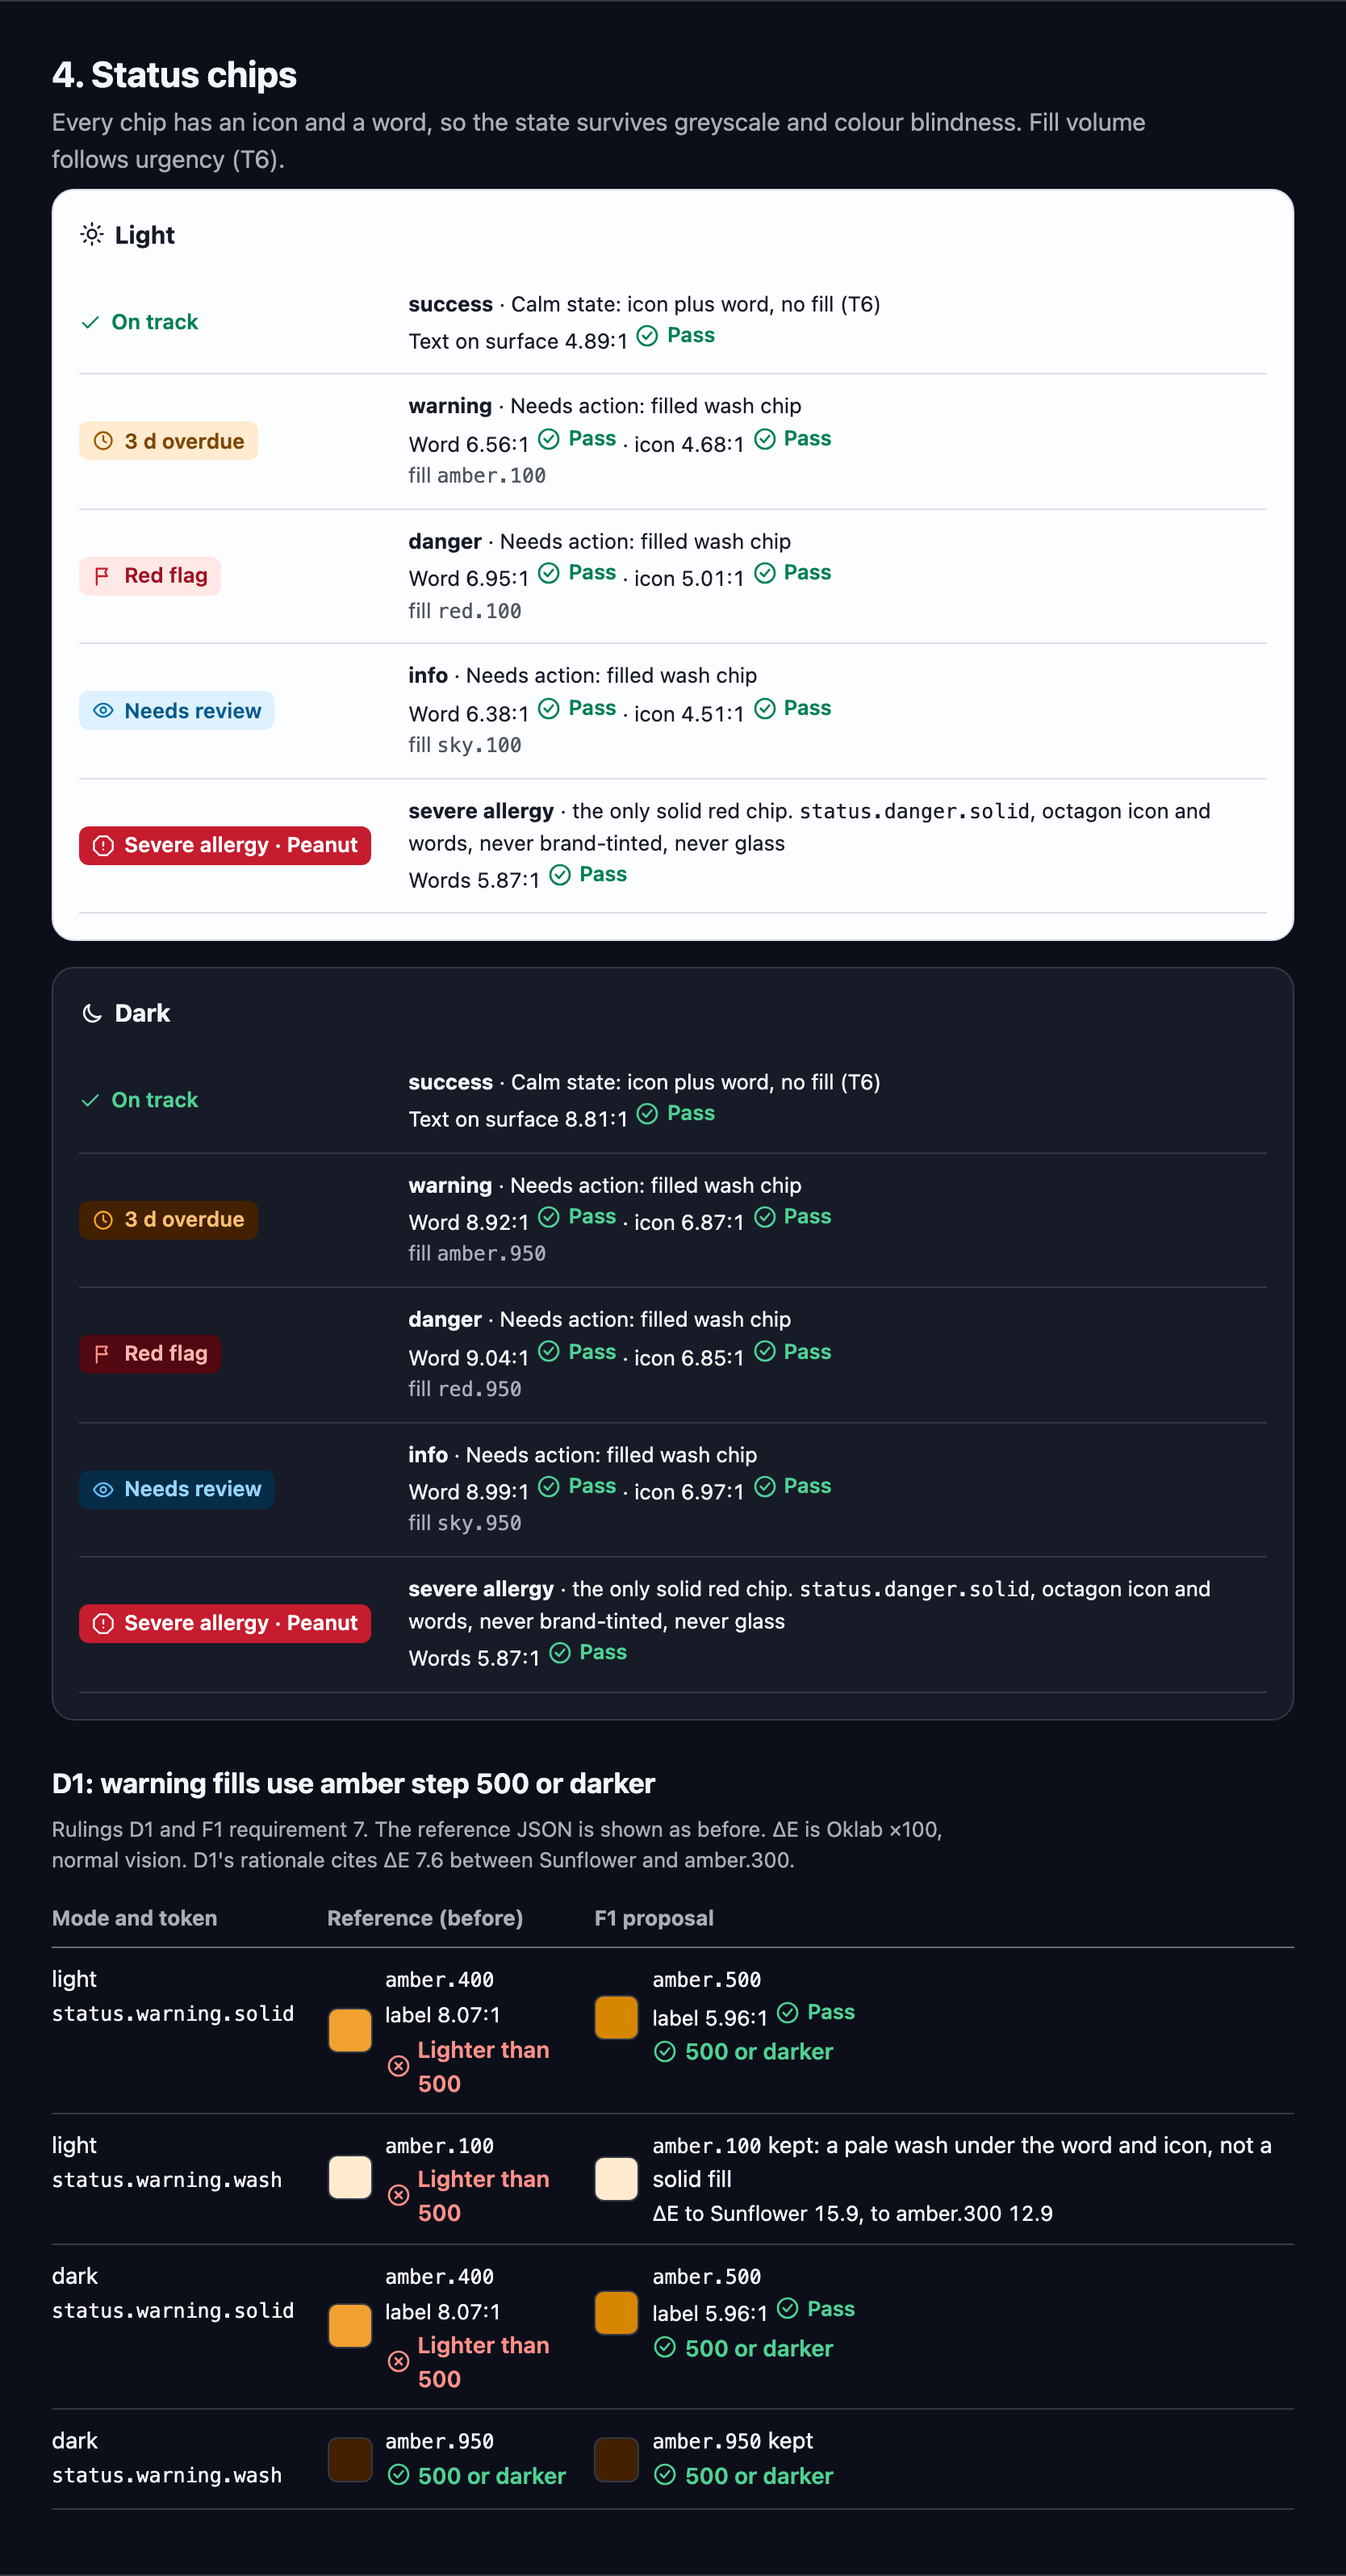 4. Status chips
Every chip has an icon and a word, so the state survives greyscale and colour blindness. Fill volume
follows urgency (T6).
Light
On track
success · Calm state: icon plus word, no fill (T6)
Text on surface 4.89:1 Pass
3 d overdue
warning · Needs action: filled wash chip
Word 6.56:1 Pass · icon 4.68:1 Pass
fill amber.100
Red flag
danger · Needs action: filled wash chip
Word 6.95:1 Pass · icon 5.01:1 Pass
fill red.100
Needs review
info · Needs action: filled wash chip
Word 6.38:1 Pass · icon 4.51:1 Pass
fill sky.100
Severe allergy · Peanut
severe allergy · the only solid red chip. status.danger.solid, octagon icon and
words, never brand-tinted, never glass
Words 5.87:1 Pass
Dark
On track
success · Calm state: icon plus word, no fill (T6)
Text on surface 8.81:1 Pass
3 d overdue
warning · Needs action: filled wash chip
Word 8.92:1 Pass · icon 6.87:1 Pass
fill amber.950
Red flag
danger · Needs action: filled wash chip
Word 9.04:1 Pass · icon 6.85:1 Pass
fill red.950
Needs review
info · Needs action: filled wash chip
Word 8.99:1 Pass · icon 6.97:1 Pass
fill sky.950
Severe allergy · Peanut
severe allergy · the only solid red chip. status.danger.solid, octagon icon and
words, never brand-tinted, never glass
Words 5.87:1 Pass
D1: warning fills use amber step 500 or darker
Rulings D1 and F1 requirement 7. The reference JSON is shown as before. ΔE is Oklab ×100,
normal vision. D1's rationale cites ΔE 7.6 between Sunflower and amber.300.
Mode and token Reference (before) F1 proposal
light
status.warning.solid
amber.400
label 8.07:1
Lighter than
500
amber.500
label 5.96:1 Pass
500 or darker
light
status.warning.wash
amber.100
Lighter than
500
amber.100 kept: a pale wash under the word and icon, not a
solid fill
ΔE to Sunflower 15.9, to amber.300 12.9
dark
status.warning.solid
amber.400
label 8.07:1
Lighter than
500
amber.500
label 5.96:1 Pass
500 or darker
dark
status.warning.wash
amber.950
500 or darker
amber.950 kept
500 or darker